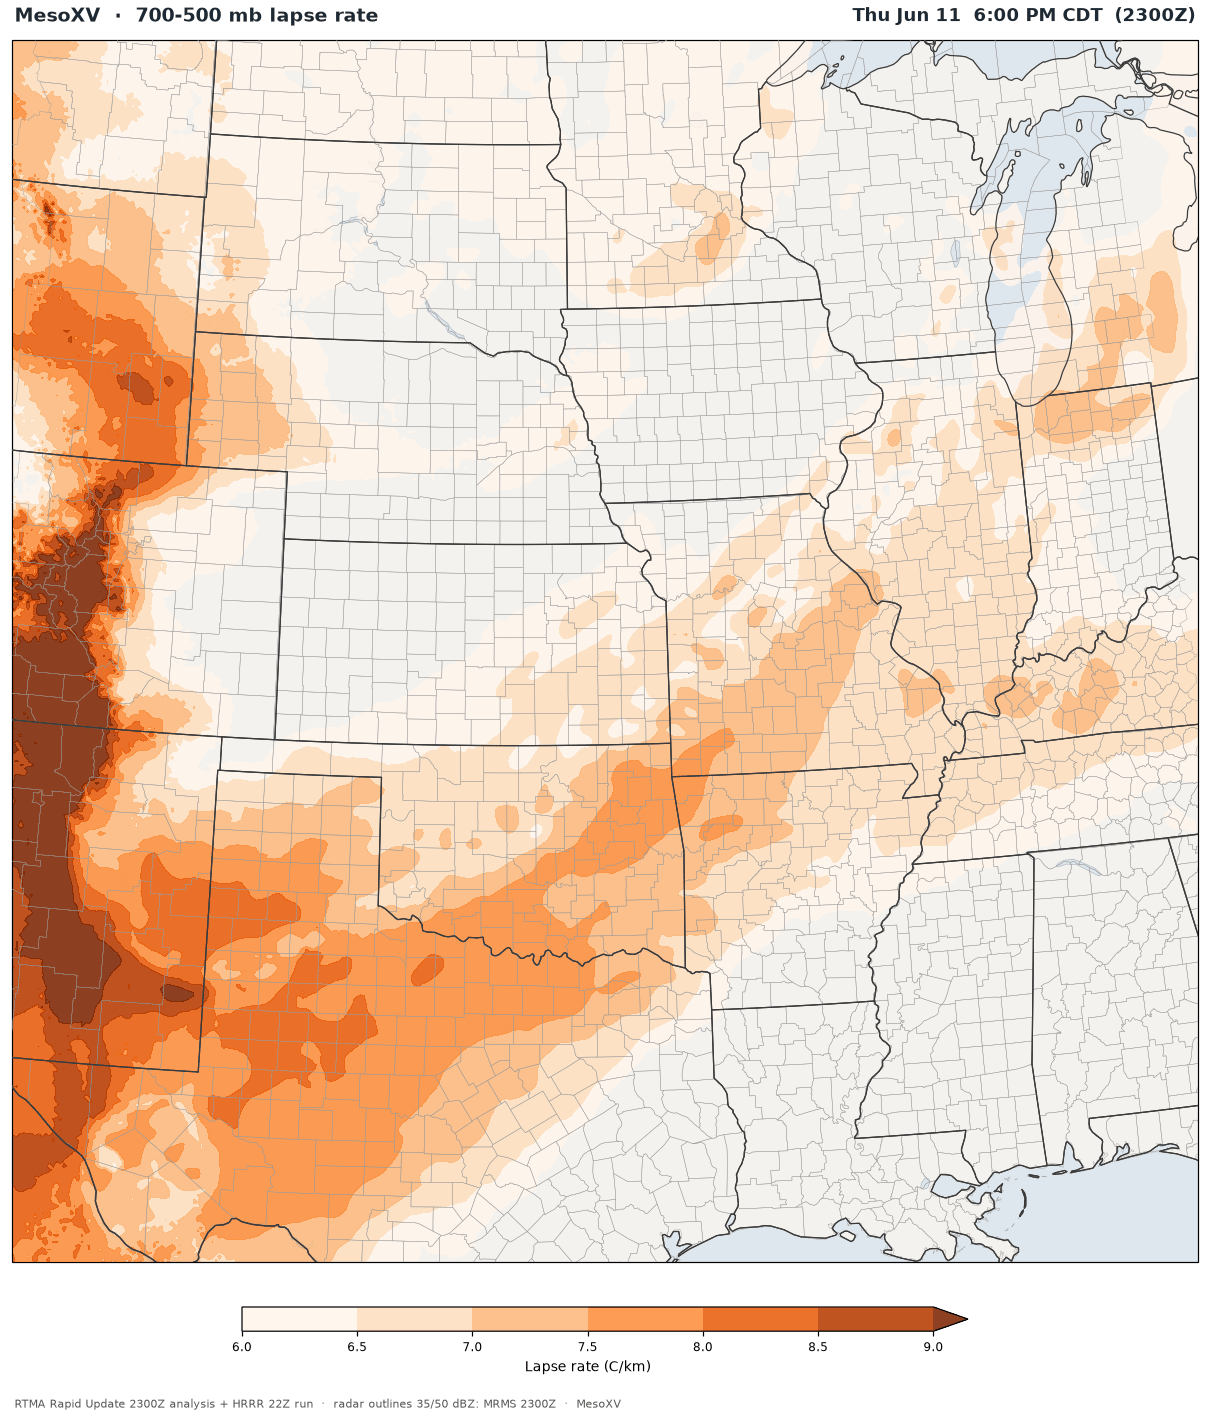 MesoXV · 700-500 mb lapse rate
Thu Jun 11 6:00 PM CDT (2300Z)
6.0 6.5 7.0 7.5 8.0 8.5 9.0
Lapse rate (C/km)
RTMA Rapid Update 2300Z analysis + HRRR 22Z run · radar outlines 35/50 dBZ: MRMS 2300Z · MesoXV